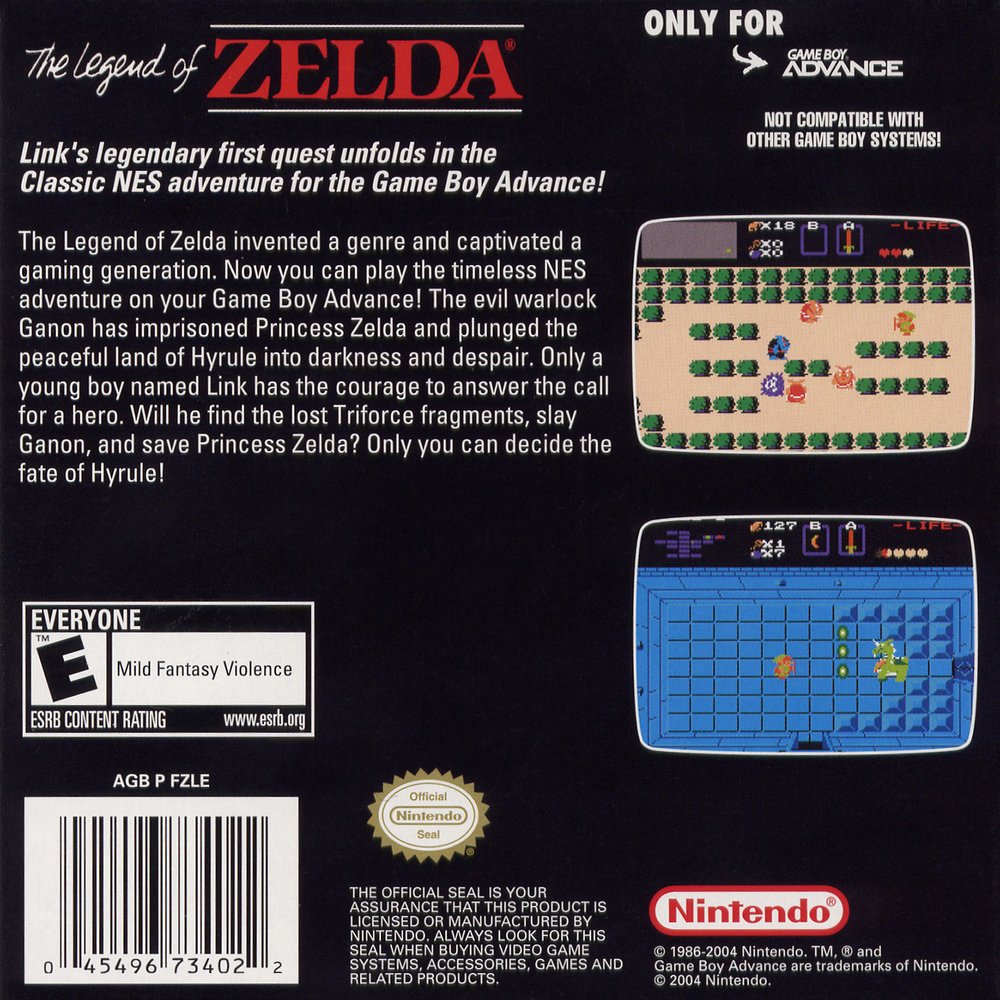 The Legend of ZELDA®
ONLY FOR
GAME BOY
ADVANCE
NOT COMPATIBLE WITH
OTHER GAME BOY SYSTEMS!
Link's legendary first quest unfolds in the
Classic NES adventure for the Game Boy Advance!
The Legend of Zelda invented a genre and captivated a
gaming generation. Now you can play the timeless NES
adventure on your Game Boy Advance! The evil warlock
Ganon has imprisoned Princess Zelda and plunged the
peaceful land of Hyrule into darkness and despair. Only a
young boy named Link has the courage to answer the call
for a hero. Will he find the lost Triforce fragments, slay
Ganon, and save Princess Zelda? Only you can decide the
fate of Hyrule!
X18 B A -LIFE-
X0
X0
127 B A -LIFE-
X1
X7
EVERYONE
TM
E
Mild Fantasy Violence
ESRB CONTENT RATING www.esrb.org
AGB P FZLE
0 45496 73402 2
Official
Nintendo
Seal
®
THE OFFICIAL SEAL IS YOUR
ASSURANCE THAT THIS PRODUCT IS
LICENSED OR MANUFACTURED BY
NINTENDO. ALWAYS LOOK FOR THIS
SEAL WHEN BUYING VIDEO GAME
SYSTEMS, ACCESSORIES, GAMES AND
RELATED PRODUCTS.
Nintendo®
© 1986-2004 Nintendo. TM, ® and
Game Boy Advance are trademarks of Nintendo.
© 2004 Nintendo.